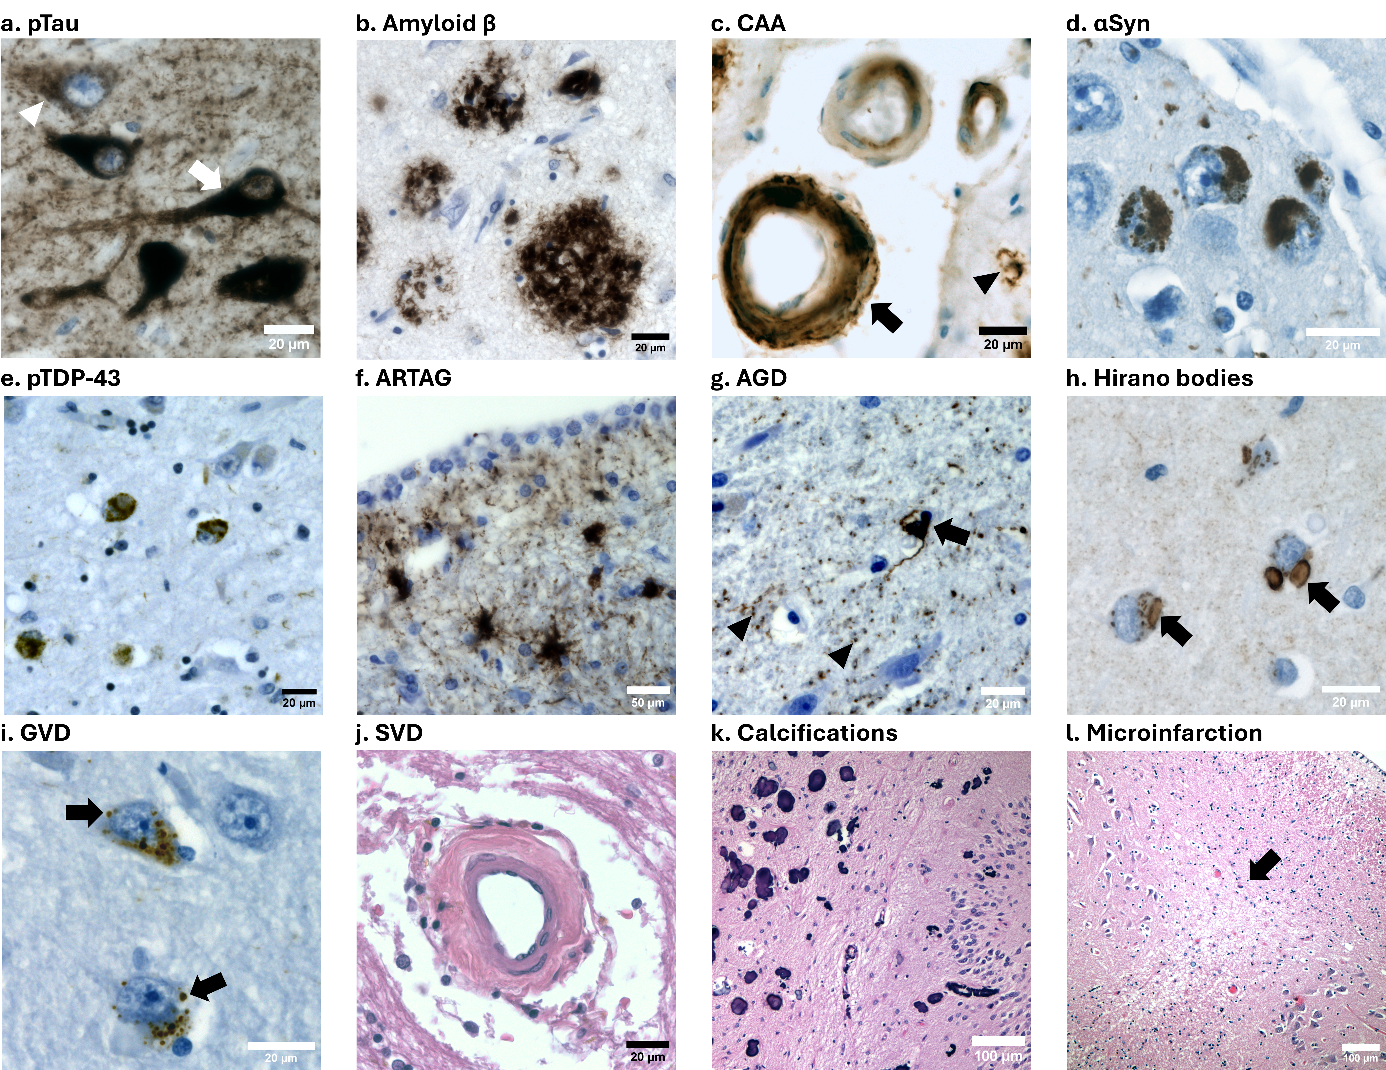 a. pTau
b. Amyloid β
c. CAA
d. αSyn
20 µm
20 µm
20 µm
20 µm
e. pTDP-43
f. ARTAG
g. AGD
h. Hirano bodies
20 µm
50 µm
20 µm
20 µm
i. GVD
j. SVD
k. Calcifications
l. Microinfarction
20 µm
20 µm
100 µm
100 µm